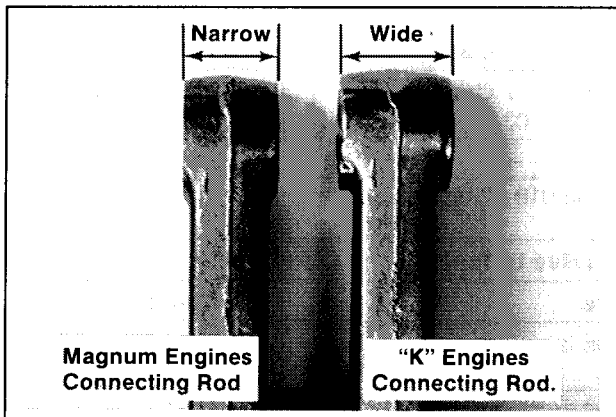 Narrow
Wide
Magnum Engines
Connecting Rod
“K” Engines
Connecting Rod.